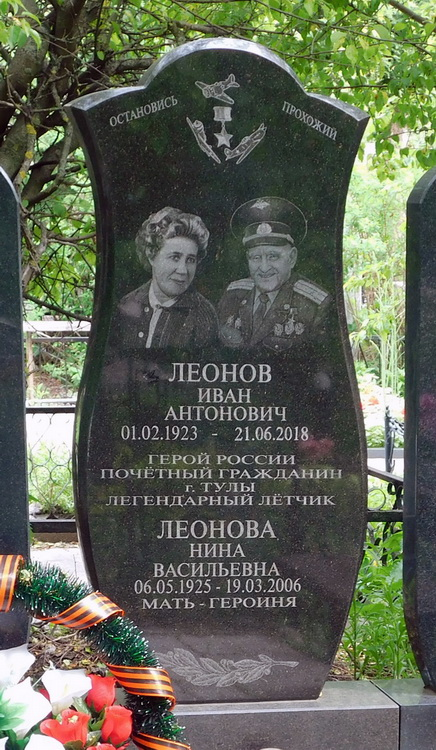 ОСТАНОВИСЬ ПРОХОЖИЙ
ЛЕОНОВ
ИВАН
АНТОНОВИЧ
01.02.1923 - 21.06.2018
ГЕРОЙ РОССИИ
ПОЧЁТНЫЙ ГРАЖДАНИН
г. ТУЛЫ
ЛЕГЕНДАРНЫЙ ЛЁТЧИК
ЛЕОНОВА
НИНА
ВАСИЛЬЕВНА
06.05.1925 - 19.03.2006
МАТЬ - ГЕРОИНЯ